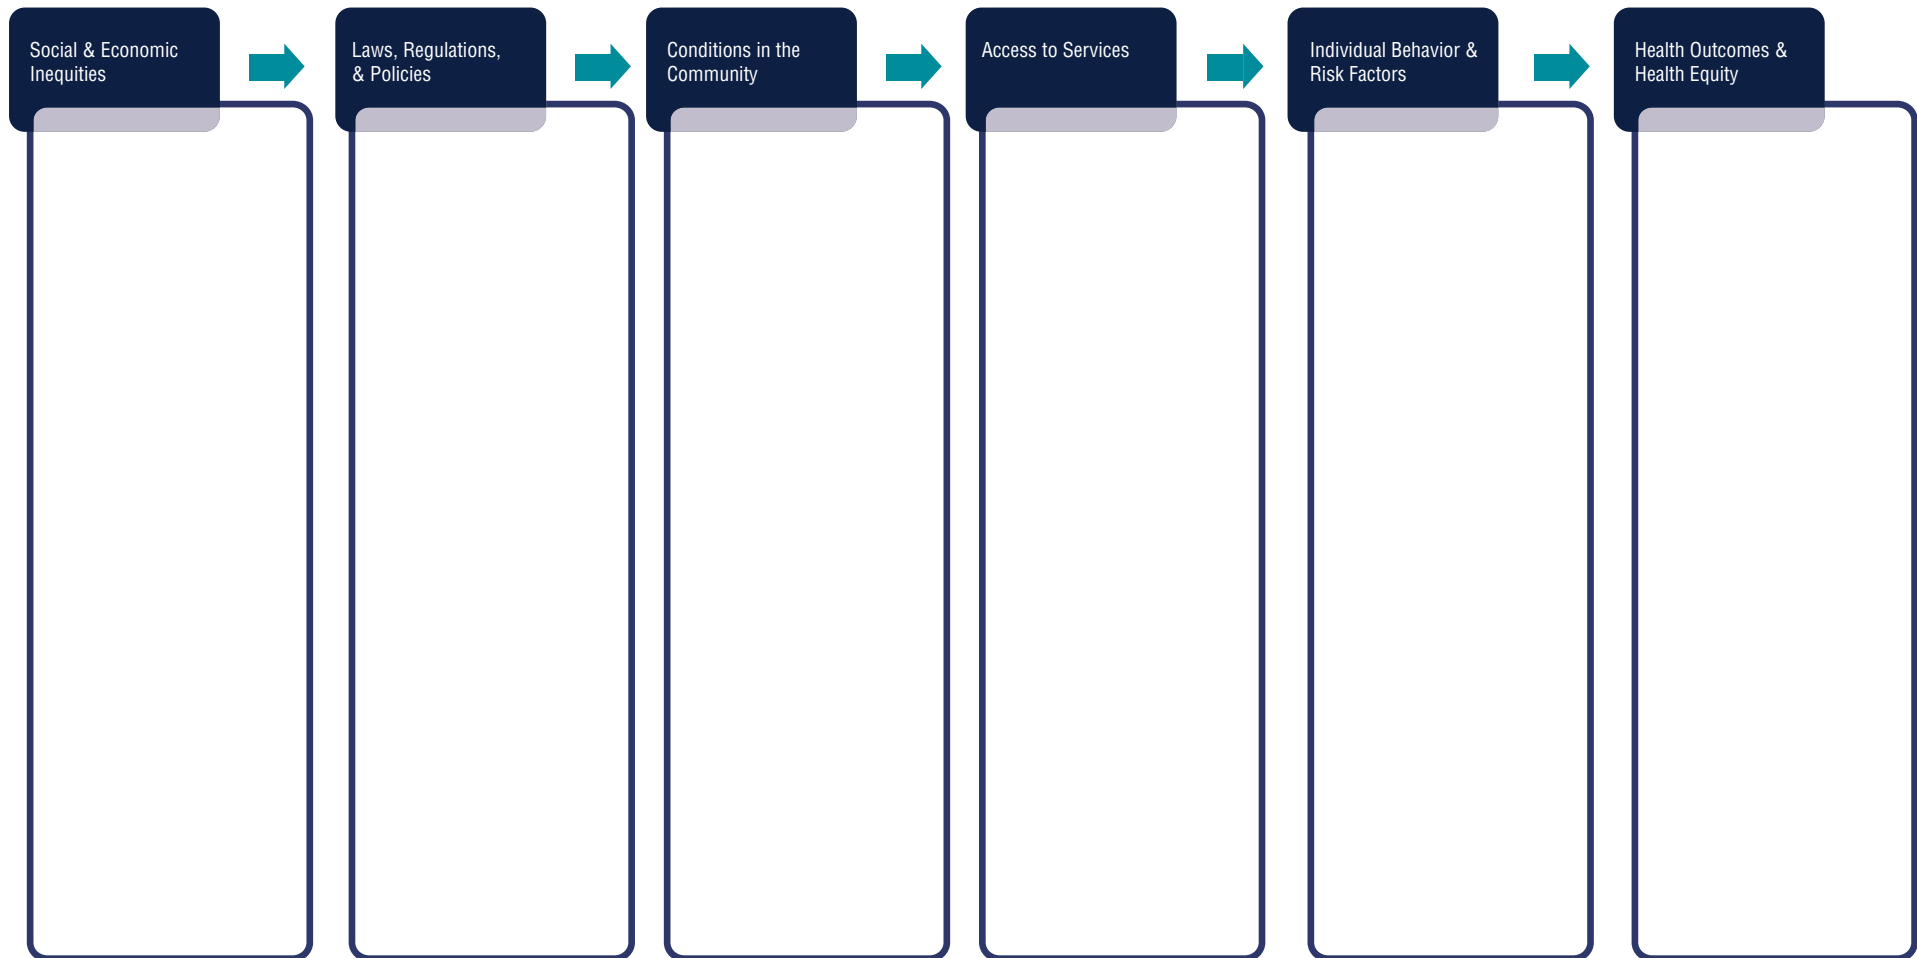 Social & Economic
Inequities
Laws, Regulations,
& Policies
Conditions in the
Community
Access to Services
Individual Behavior &
Risk Factors
Health Outcomes &
Health Equity